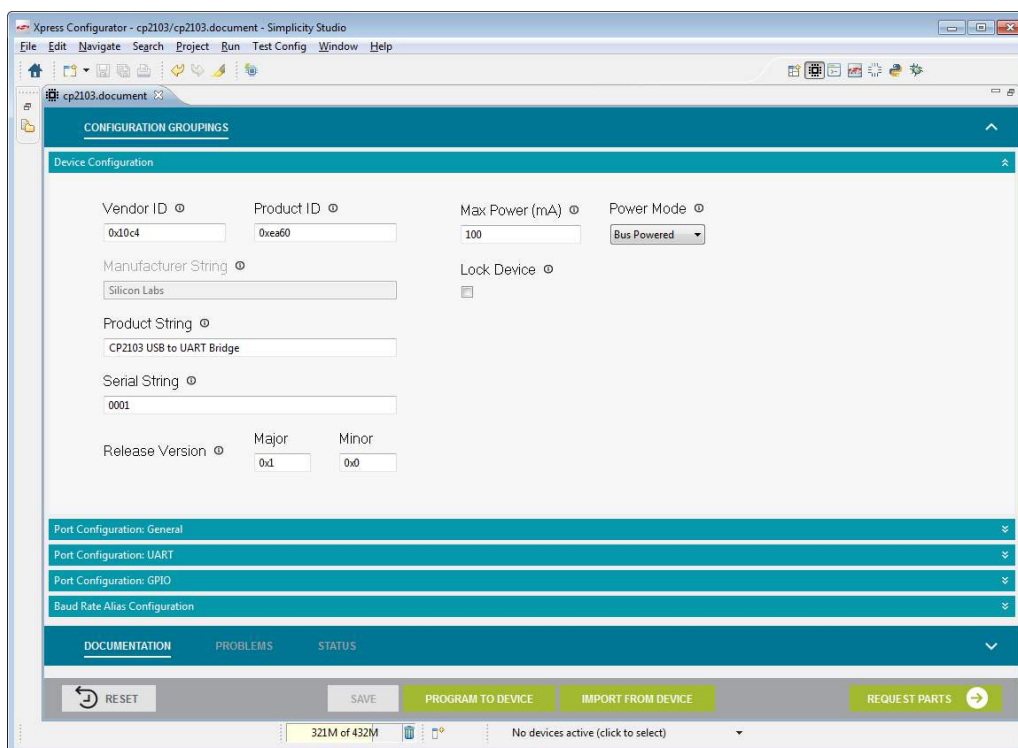 Xpress Configurator - cp2103/cp2103.document - Simplicity Studio
File Edit Navigate Search Project Run Test Config Window Help
cp2103.document
CONFIGURATION GROUPINGS
Device Configuration
Vendor ID Product ID Max Power (mA) Power Mode
0x10c4 0xea60 100 Bus Powered
Manufacturer String Lock Device
Silicon Labs
Product String
CP2103 USB to UART Bridge
Serial String
0001
Major Minor
Release Version
0x1 0x0
Port Configuration: General
Port Configuration: UART
Port Configuration: GPIO
Baud Rate Alias Configuration
DOCUMENTATION PROBLEMS STATUS
RESET SAVE PROGRAM TO DEVICE IMPORT FROM DEVICE REQUEST PARTS
321M of 432M No devices active (click to select)